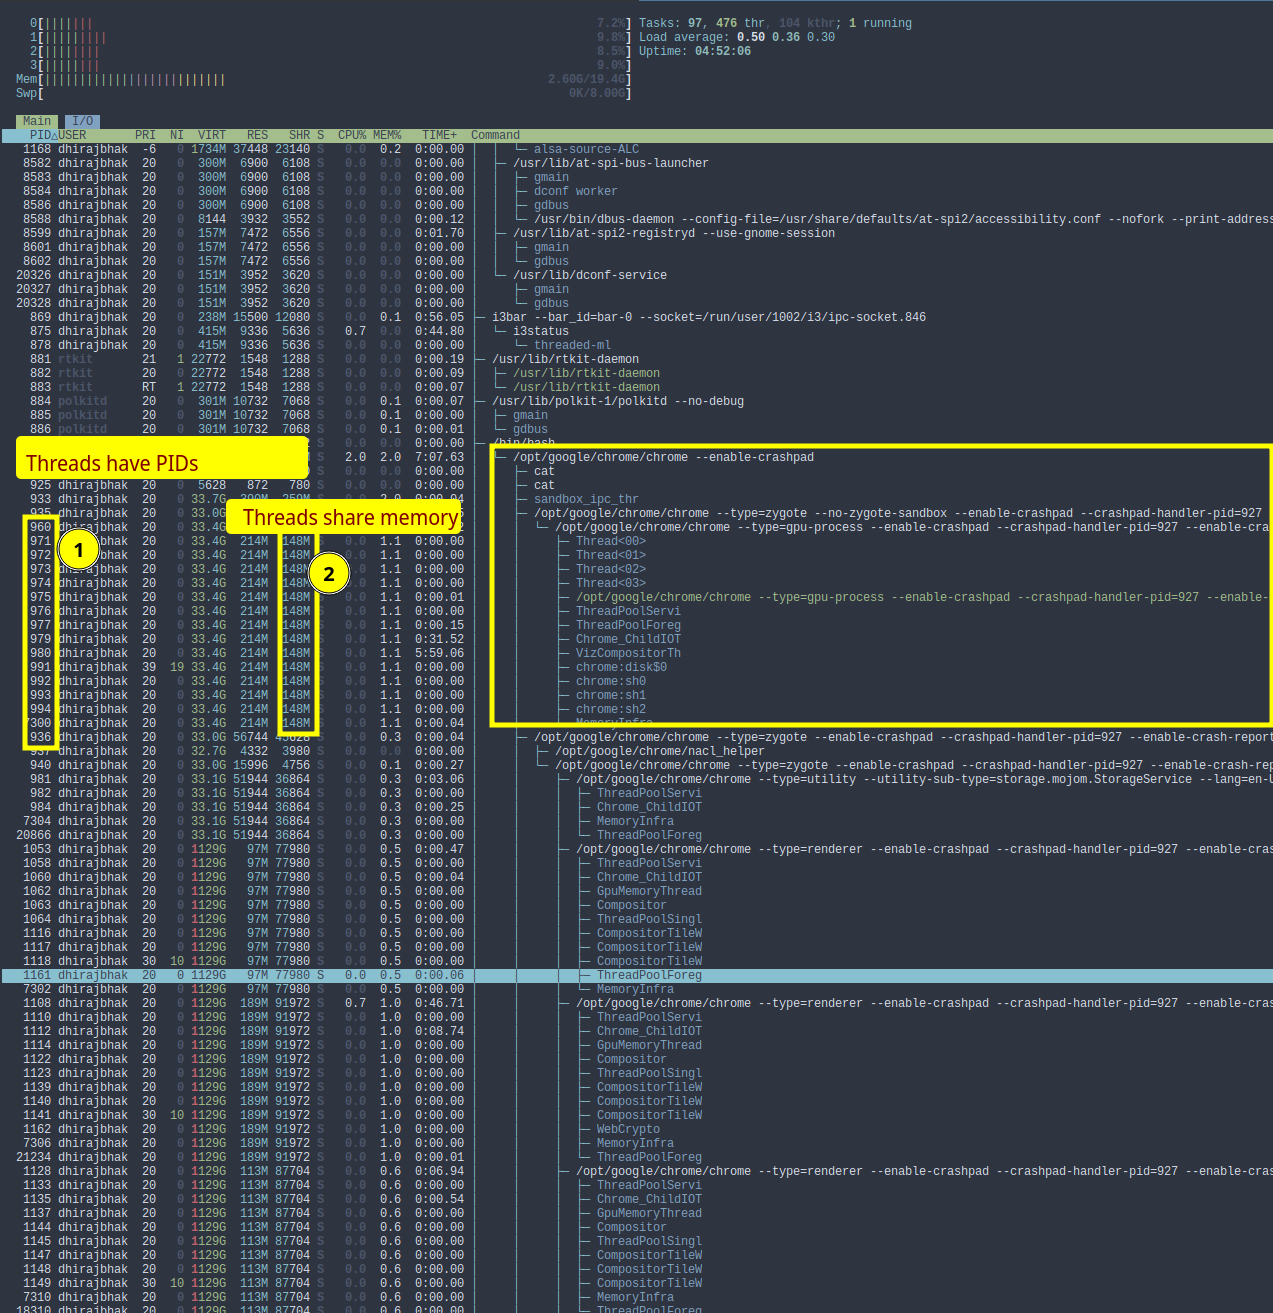 0[||||||| 7.2%] Tasks: 97, 476 thr, 104 kthr; 1 running
1[||||||||| 9.8%] Load average: 0.50 0.36 0.30
2[|||||||| 8.5%] Uptime: 04:52:06
3[|||||||| 9.0%]
Mem[|||||||||||||||||||||||||| 2.60G/19.4G]
Swp[ 0K/8.00G]
Main I/O
PID△USER PRI NI VIRT RES SHR S CPU% MEM% TIME+ Command
1168 dhirajbhak -6 0 1734M 37448 23140 S 0.0 0.2 0:00.00 │ │ └─ alsa-source-ALC
8582 dhirajbhak 20 0 300M 6900 6108 S 0.0 0.0 0:00.00 │ ├─ /usr/lib/at-spi-bus-launcher
8583 dhirajbhak 20 0 300M 6900 6108 S 0.0 0.0 0:00.00 │ │ ├─ gmain
8584 dhirajbhak 20 0 300M 6900 6108 S 0.0 0.0 0:00.00 │ │ ├─ dconf worker
8586 dhirajbhak 20 0 300M 6900 6108 S 0.0 0.0 0:00.00 │ │ ├─ gdbus
8588 dhirajbhak 20 0 8144 3932 3552 S 0.0 0.0 0:00.12 │ │ └─ /usr/bin/dbus-daemon --config-file=/usr/share/defaults/at-spi2/accessibility.conf --nofork --print-address
8599 dhirajbhak 20 0 157M 7472 6556 S 0.0 0.0 0:01.70 │ ├─ /usr/lib/at-spi2-registryd --use-gnome-session
8601 dhirajbhak 20 0 157M 7472 6556 S 0.0 0.0 0:00.00 │ │ ├─ gmain
8602 dhirajbhak 20 0 157M 7472 6556 S 0.0 0.0 0:00.00 │ │ └─ gdbus
20326 dhirajbhak 20 0 151M 3952 3620 S 0.0 0.0 0:00.00 │ └─ /usr/lib/dconf-service
20327 dhirajbhak 20 0 151M 3952 3620 S 0.0 0.0 0:00.00 │ ├─ gmain
20328 dhirajbhak 20 0 151M 3952 3620 S 0.0 0.0 0:00.00 │ └─ gdbus
869 dhirajbhak 20 0 238M 15500 12080 S 0.0 0.1 0:56.05 ├─ i3bar --bar_id=bar-0 --socket=/run/user/1002/i3/ipc-socket.846
875 dhirajbhak 20 0 415M 9336 5636 S 0.7 0.0 0:44.80 │ └─ i3status
878 dhirajbhak 20 0 415M 9336 5636 S 0.0 0.0 0:00.00 │ └─ threaded-ml
881 rtkit 21 1 22772 1548 1288 S 0.0 0.0 0:00.19 ├─ /usr/lib/rtkit-daemon
882 rtkit 20 0 22772 1548 1288 S 0.0 0.0 0:00.09 │ ├─ /usr/lib/rtkit-daemon
883 rtkit RT 1 22772 1548 1288 S 0.0 0.0 0:00.07 │ └─ /usr/lib/rtkit-daemon
884 polkitd 20 0 301M 10732 7068 S 0.0 0.1 0:00.07 ├─ /usr/lib/polkit-1/polkitd --no-debug
885 polkitd 20 0 301M 10732 7068 S 0.0 0.1 0:00.00 │ ├─ gmain
886 polkitd 20 0 301M 10732 7068 S 0.0 0.1 0:00.01 │ └─ gdbus
S 0.0 0.0 0:00.00 ├─ /bin/bash
Threads have PIDs
S 2.0 2.0 7:07.63 │ └─ /opt/google/chrome/chrome --enable-crashpad
S 0.0 0.0 0:00.00 │ ├─ cat
925 dhirajbhak 20 0 5628 872 780 S 0.0 0.0 0:00.00 │ ├─ cat
933 dhirajbhak 20 0 33.7G 390M 259M S 0.0 2.0 0:00.04 │ ├─ sandbox_ipc_thr
935 dhirajbhak 20 0 33.0G │ ├─ /opt/google/chrome/chrome --type=zygote --no-zygote-sandbox --enable-crashpad --crashpad-handler-pid=927
Threads share memory
960 dhirajbhak 20 0 33.4G │ │ └─ /opt/google/chrome/chrome --type=gpu-process --enable-crashpad --crashpad-handler-pid=927 --enable-cra
971 dhirajbhak 20 0 33.4G 214M 148M S 0.0 1.1 0:00.00 │ │ ├─ Thread<00>
1
972 dhirajbhak 20 0 33.4G 214M 148M 0.0 1.1 0:00.00 │ │ ├─ Thread<01>
973 dhirajbhak 20 0 33.4G 214M 148M 0.0 1.1 0:00.00 │ │ ├─ Thread<02>
2
974 dhirajbhak 20 0 33.4G 214M 148M 0.0 1.1 0:00.00 │ │ ├─ Thread<03>
975 dhirajbhak 20 0 33.4G 214M 148M S 0.0 1.1 0:00.01 │ │ ├─ /opt/google/chrome/chrome --type=gpu-process --enable-crashpad --crashpad-handler-pid=927 --enable-
976 dhirajbhak 20 0 33.4G 214M 148M S 0.0 1.1 0:00.00 │ │ ├─ ThreadPoolServi
977 dhirajbhak 20 0 33.4G 214M 148M S 0.0 1.1 0:00.15 │ │ ├─ ThreadPoolForeg
979 dhirajbhak 20 0 33.4G 214M 148M S 0.0 1.1 0:31.52 │ │ ├─ Chrome_ChildIOT
980 dhirajbhak 20 0 33.4G 214M 148M S 0.0 1.1 5:59.06 │ │ ├─ VizCompositorTh
991 dhirajbhak 39 19 33.4G 214M 148M S 0.0 1.1 0:00.00 │ │ ├─ chrome:disk$0
992 dhirajbhak 20 0 33.4G 214M 148M S 0.0 1.1 0:00.00 │ │ ├─ chrome:sh0
993 dhirajbhak 20 0 33.4G 214M 148M S 0.0 1.1 0:00.00 │ │ ├─ chrome:sh1
994 dhirajbhak 20 0 33.4G 214M 148M S 0.0 1.1 0:00.00 │ │ ├─ chrome:sh2
7300 dhirajbhak 20 0 33.4G 214M 148M S 0.0 1.1 0:00.04 │ │ └─ MemoryInfra
936 dhirajbhak 20 0 33.0G 56744 45628 S 0.0 0.3 0:00.04 │ ├─ /opt/google/chrome/chrome --type=zygote --enable-crashpad --crashpad-handler-pid=927 --enable-crash-report
937 dhirajbhak 20 0 32.7G 4332 3980 S 0.0 0.0 0:00.00 │ │ ├─ /opt/google/chrome/nacl_helper
940 dhirajbhak 20 0 33.0G 15996 4756 S 0.0 0.1 0:00.27 │ │ └─ /opt/google/chrome/chrome --type=zygote --enable-crashpad --crashpad-handler-pid=927 --enable-crash-rep
981 dhirajbhak 20 0 33.1G 51944 36864 S 0.0 0.3 0:03.06 │ │ ├─ /opt/google/chrome/chrome --type=utility --utility-sub-type=storage.mojom.StorageService --lang=en-U
982 dhirajbhak 20 0 33.1G 51944 36864 S 0.0 0.3 0:00.00 │ │ │ ├─ ThreadPoolServi
984 dhirajbhak 20 0 33.1G 51944 36864 S 0.0 0.3 0:00.25 │ │ │ ├─ Chrome_ChildIOT
7304 dhirajbhak 20 0 33.1G 51944 36864 S 0.0 0.3 0:00.00 │ │ │ ├─ MemoryInfra
20866 dhirajbhak 20 0 33.1G 51944 36864 S 0.0 0.3 0:00.00 │ │ │ └─ ThreadPoolForeg
1053 dhirajbhak 20 0 1129G 97M 77980 S 0.0 0.5 0:00.47 │ │ ├─ /opt/google/chrome/chrome --type=renderer --enable-crashpad --crashpad-handler-pid=927 --enable-cras
1058 dhirajbhak 20 0 1129G 97M 77980 S 0.0 0.5 0:00.00 │ │ │ ├─ ThreadPoolServi
1060 dhirajbhak 20 0 1129G 97M 77980 S 0.0 0.5 0:00.04 │ │ │ ├─ Chrome_ChildIOT
1062 dhirajbhak 20 0 1129G 97M 77980 S 0.0 0.5 0:00.00 │ │ │ ├─ GpuMemoryThread
1063 dhirajbhak 20 0 1129G 97M 77980 S 0.0 0.5 0:00.00 │ │ │ ├─ Compositor
1064 dhirajbhak 20 0 1129G 97M 77980 S 0.0 0.5 0:00.00 │ │ │ ├─ ThreadPoolSingl
1116 dhirajbhak 20 0 1129G 97M 77980 S 0.0 0.5 0:00.00 │ │ │ ├─ CompositorTileW
1117 dhirajbhak 20 0 1129G 97M 77980 S 0.0 0.5 0:00.00 │ │ │ ├─ CompositorTileW
1118 dhirajbhak 30 10 1129G 97M 77980 S 0.0 0.5 0:00.00 │ │ │ ├─ CompositorTileW
1161 dhirajbhak 20 0 1129G 97M 77980 S 0.0 0.5 0:00.06 │ │ │ ├─ ThreadPoolForeg
7302 dhirajbhak 20 0 1129G 97M 77980 S 0.0 0.5 0:00.00 │ │ │ └─ MemoryInfra
1108 dhirajbhak 20 0 1129G 189M 91972 S 0.7 1.0 0:46.71 │ │ ├─ /opt/google/chrome/chrome --type=renderer --enable-crashpad --crashpad-handler-pid=927 --enable-cras
1110 dhirajbhak 20 0 1129G 189M 91972 S 0.0 1.0 0:00.00 │ │ │ ├─ ThreadPoolServi
1112 dhirajbhak 20 0 1129G 189M 91972 S 0.0 1.0 0:08.74 │ │ │ ├─ Chrome_ChildIOT
1114 dhirajbhak 20 0 1129G 189M 91972 S 0.0 1.0 0:00.00 │ │ │ ├─ GpuMemoryThread
1122 dhirajbhak 20 0 1129G 189M 91972 S 0.0 1.0 0:00.00 │ │ │ ├─ Compositor
1123 dhirajbhak 20 0 1129G 189M 91972 S 0.0 1.0 0:00.00 │ │ │ ├─ ThreadPoolSingl
1139 dhirajbhak 20 0 1129G 189M 91972 S 0.0 1.0 0:00.00 │ │ │ ├─ CompositorTileW
1140 dhirajbhak 20 0 1129G 189M 91972 S 0.0 1.0 0:00.00 │ │ │ ├─ CompositorTileW
1141 dhirajbhak 30 10 1129G 189M 91972 S 0.0 1.0 0:00.00 │ │ │ ├─ CompositorTileW
1162 dhirajbhak 20 0 1129G 189M 91972 S 0.0 1.0 0:00.00 │ │ │ ├─ WebCrypto
7306 dhirajbhak 20 0 1129G 189M 91972 S 0.0 1.0 0:00.00 │ │ │ ├─ MemoryInfra
21234 dhirajbhak 20 0 1129G 189M 91972 S 0.0 1.0 0:00.01 │ │ │ └─ ThreadPoolForeg
1128 dhirajbhak 20 0 1129G 113M 87704 S 0.0 0.6 0:06.94 │ │ ├─ /opt/google/chrome/chrome --type=renderer --enable-crashpad --crashpad-handler-pid=927 --enable-cras
1133 dhirajbhak 20 0 1129G 113M 87704 S 0.0 0.6 0:00.00 │ │ │ ├─ ThreadPoolServi
1135 dhirajbhak 20 0 1129G 113M 87704 S 0.0 0.6 0:00.54 │ │ │ ├─ Chrome_ChildIOT
1137 dhirajbhak 20 0 1129G 113M 87704 S 0.0 0.6 0:00.00 │ │ │ ├─ GpuMemoryThread
1144 dhirajbhak 20 0 1129G 113M 87704 S 0.0 0.6 0:00.00 │ │ │ ├─ Compositor
1145 dhirajbhak 20 0 1129G 113M 87704 S 0.0 0.6 0:00.00 │ │ │ ├─ ThreadPoolSingl
1147 dhirajbhak 20 0 1129G 113M 87704 S 0.0 0.6 0:00.00 │ │ │ ├─ CompositorTileW
1148 dhirajbhak 20 0 1129G 113M 87704 S 0.0 0.6 0:00.00 │ │ │ ├─ CompositorTileW
1149 dhirajbhak 30 10 1129G 113M 87704 S 0.0 0.6 0:00.00 │ │ │ ├─ CompositorTileW
7310 dhirajbhak 20 0 1129G 113M 87704 S 0.0 0.6 0:00.00 │ │ │ ├─ MemoryInfra
18310 dhirajbhak 20 0 1129G 113M 87704 S 0.0 0.6 0:00.00 │ │ │ └─ ThreadPoolForeg